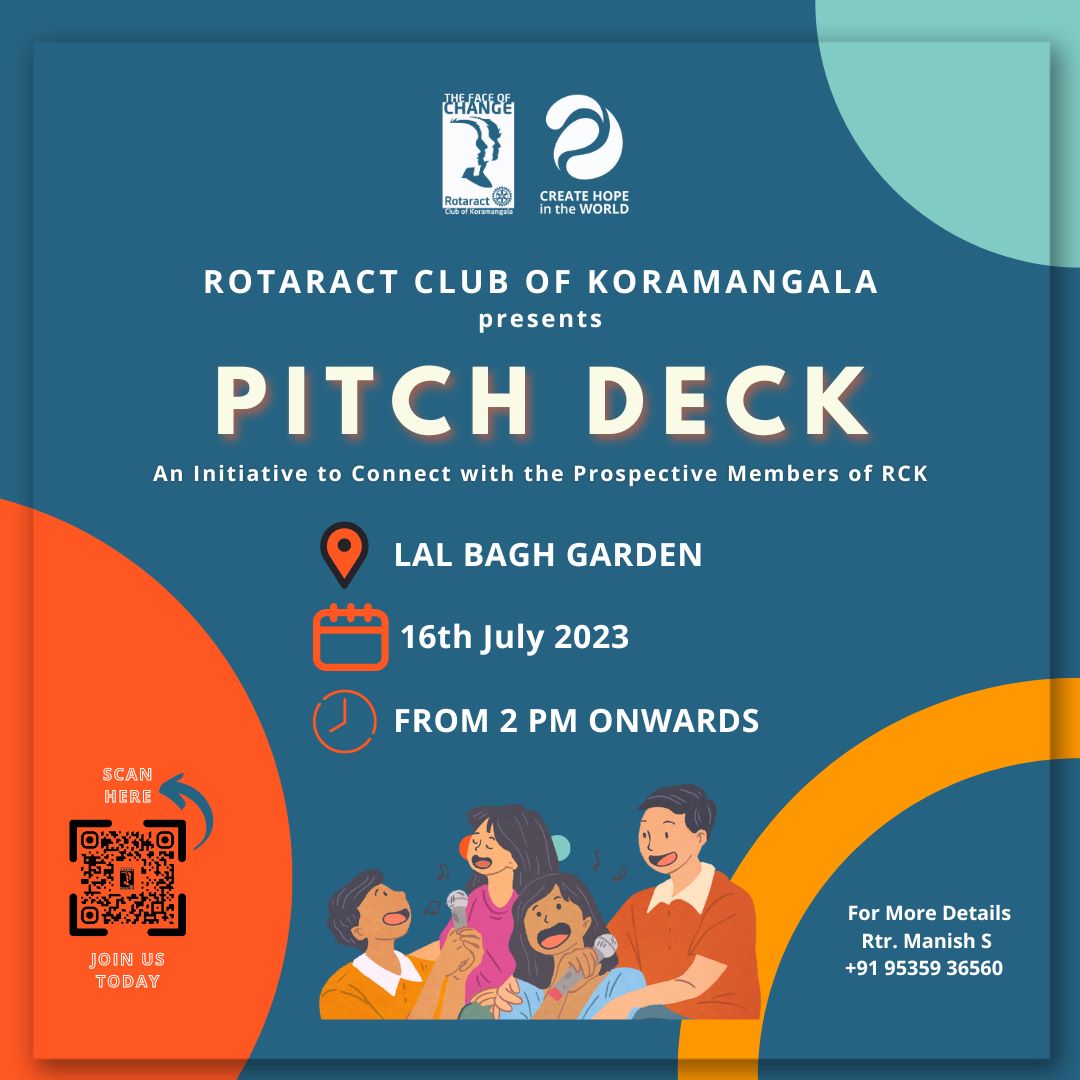 THE FACE OF
CHANGE
Rotaract
Club of Koramangala
CREATE HOPE
in the WORLD
ROTARACT CLUB OF KORAMANGALA
presents
PITCH DECK
An Initiative to Connect with the Prospective Members of RCK
LAL BAGH GARDEN
16th July 2023
FROM 2 PM ONWARDS
SCAN
HERE
JOIN US
TODAY
For More Details
Rtr. Manish S
+91 95359 36560